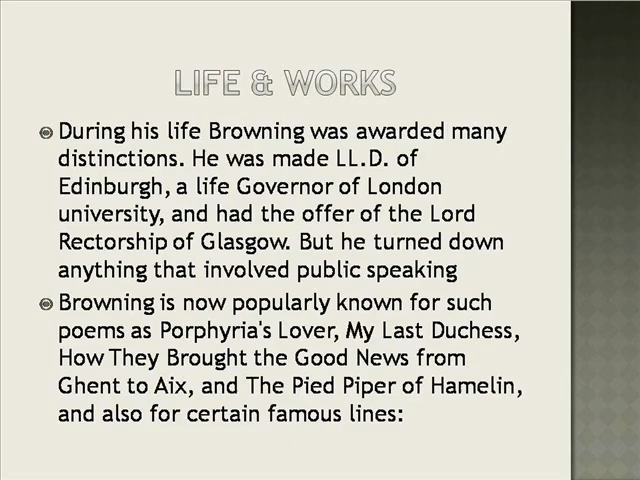 LIFE & WORKS
During his life Browning was awarded many
distinctions. He was made LL.D. of
Edinburgh, a life Governor of London
university, and had the offer of the Lord
Rectorship of Glasgow. But he turned down
anything that involved public speaking
Browning is now popularly known for such
poems as Porphyria's Lover, My Last Duchess,
How They Brought the Good News from
Ghent to Aix, and The Pied Piper of Hamelin,
and also for certain famous lines: